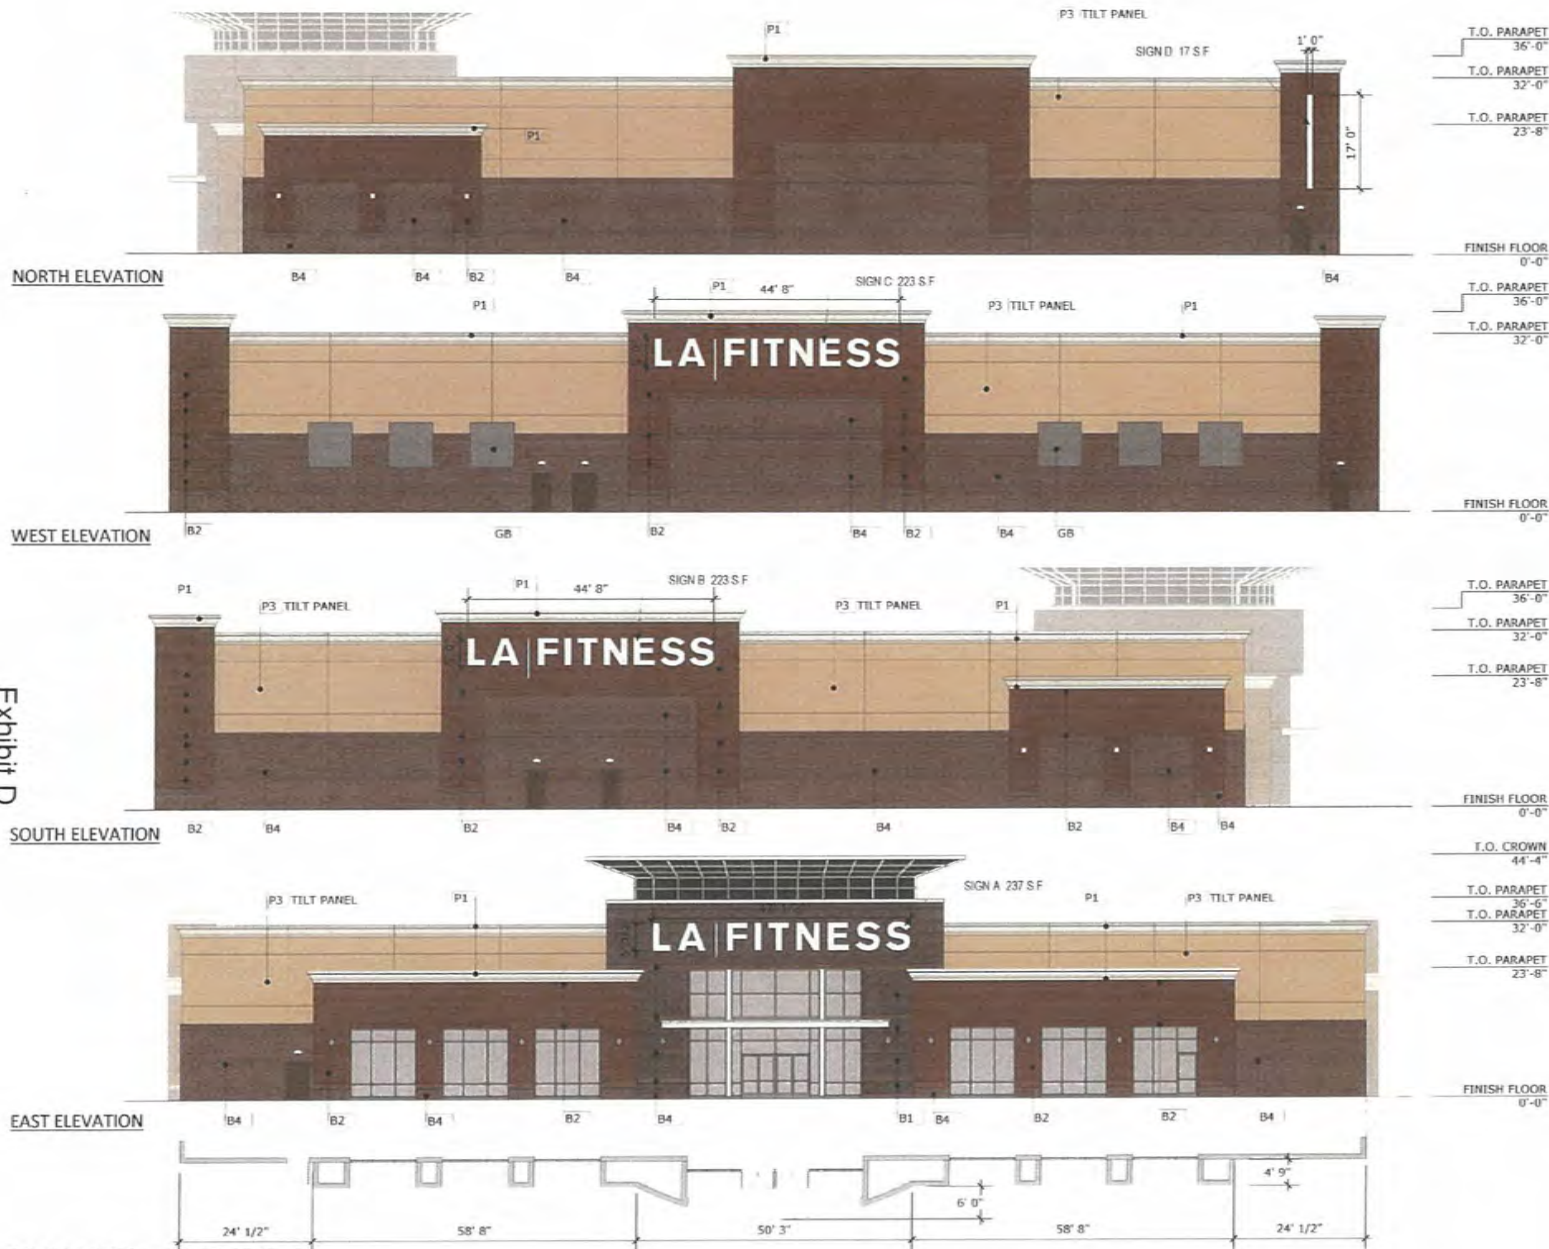 P3 TILT PANEL
P1
SIGN D 17 S.F
1' 0"
T.O. PARAPET
36'-0"
T.O. PARAPET
32'-0"
T.O. PARAPET
23'-8"
P1
17' 0"
FINISH FLOOR
0'-0"
NORTH ELEVATION
B4 B4 B2 B4 B4
P1 44' 8" SIGN C 223 S.F
P1 P3 TILT PANEL P1
T.O. PARAPET
36'-0"
T.O. PARAPET
32'-0"
LA FITNESS
FINISH FLOOR
0'-0"
WEST ELEVATION
B2 GB B2 B4 B2 B4 GB
P1 P1 44' 8" SIGN B 223 S.F
P3 TILT PANEL P3 TILT PANEL P1
T.O. PARAPET
36'-0"
T.O. PARAPET
32'-0"
T.O. PARAPET
23'-8"
LA FITNESS
Exhibit D
FINISH FLOOR
0'-0"
SOUTH ELEVATION
B2 B4 B2 B4 B2 B4 B2 B4 B4
T.O. CROWN
44'-4"
SIGN A 237 S.F
P3 TILT PANEL P1 P1 P3 TILT PANEL
T.O. PARAPET
36'-6"
T.O. PARAPET
32'-0"
T.O. PARAPET
23'-8"
LA FITNESS
FINISH FLOOR
0'-0"
EAST ELEVATION
B4 B2 B4 B2 B4 B1 B4 B2 B2 B4
4' 9"
6' 0"
24' 1/2" 58' 8" 50' 3" 58' 8" 24' 1/2"